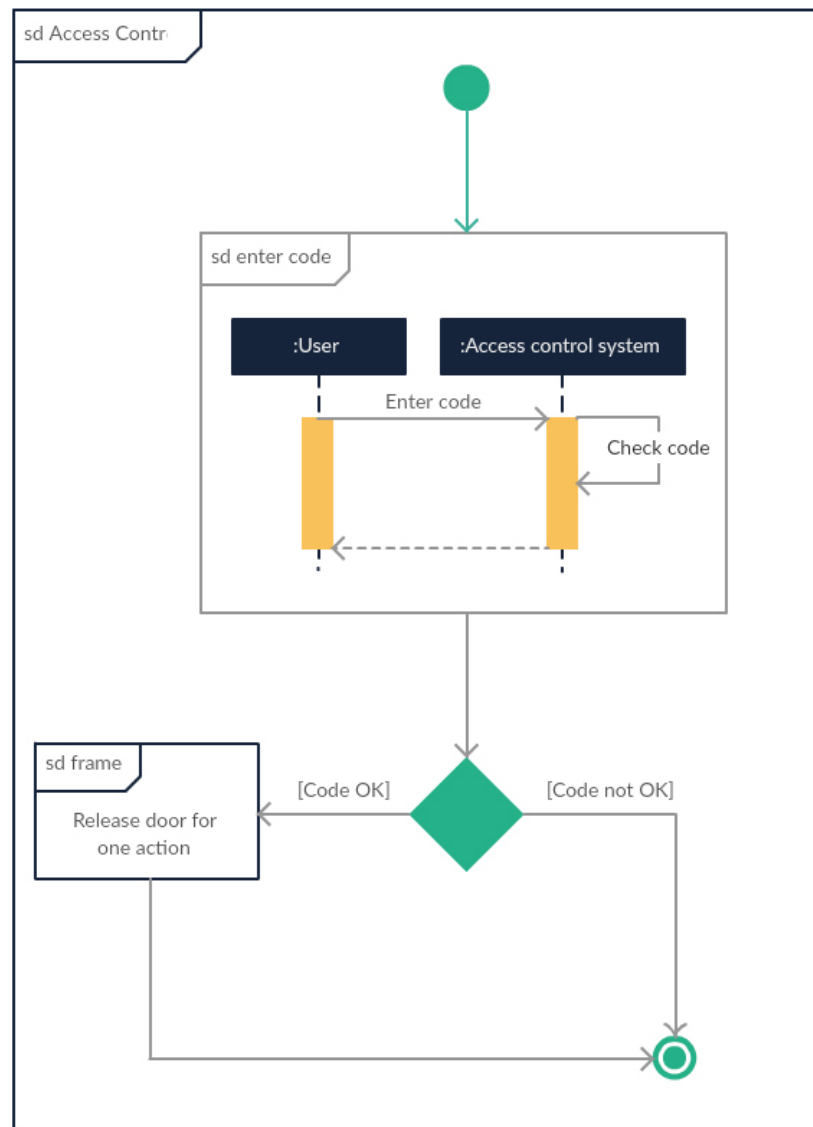 sd Access Contr
sd enter code
:User
:Access control system
Enter code
Check code
sd frame
[Code OK]
[Code not OK]
Release door for
one action